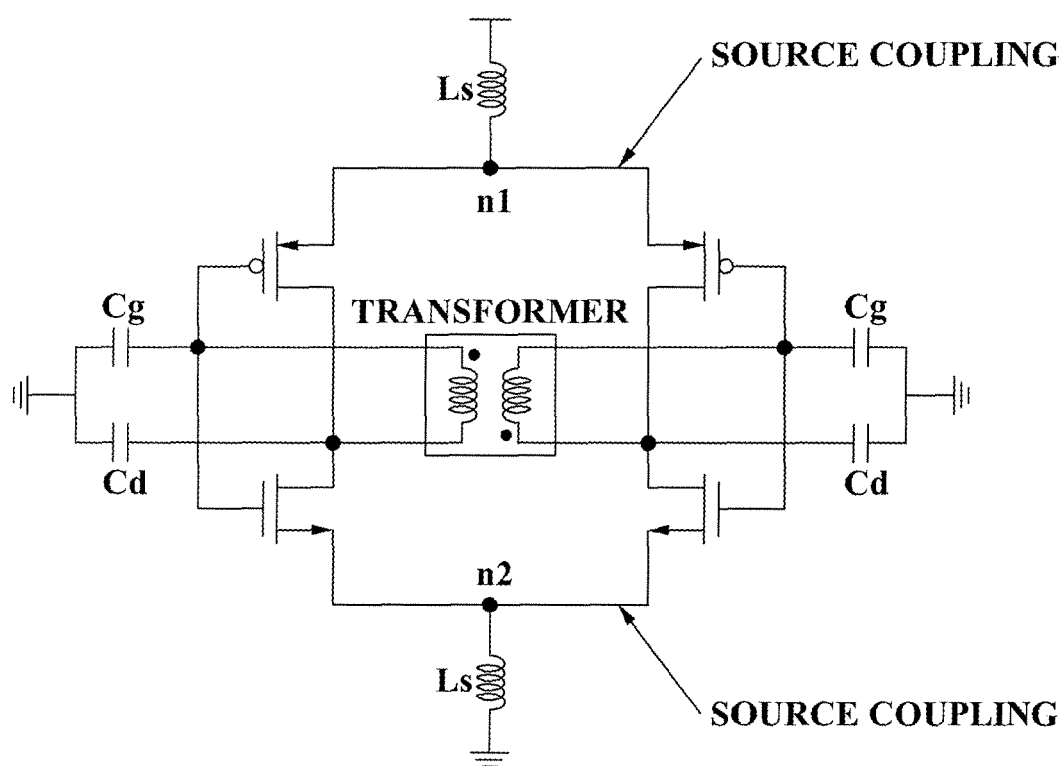 SOURCE COUPLING
Ls
n1
Cg
TRANSFORMER
Cg
Cd
Cd
n2
Ls
SOURCE COUPLING